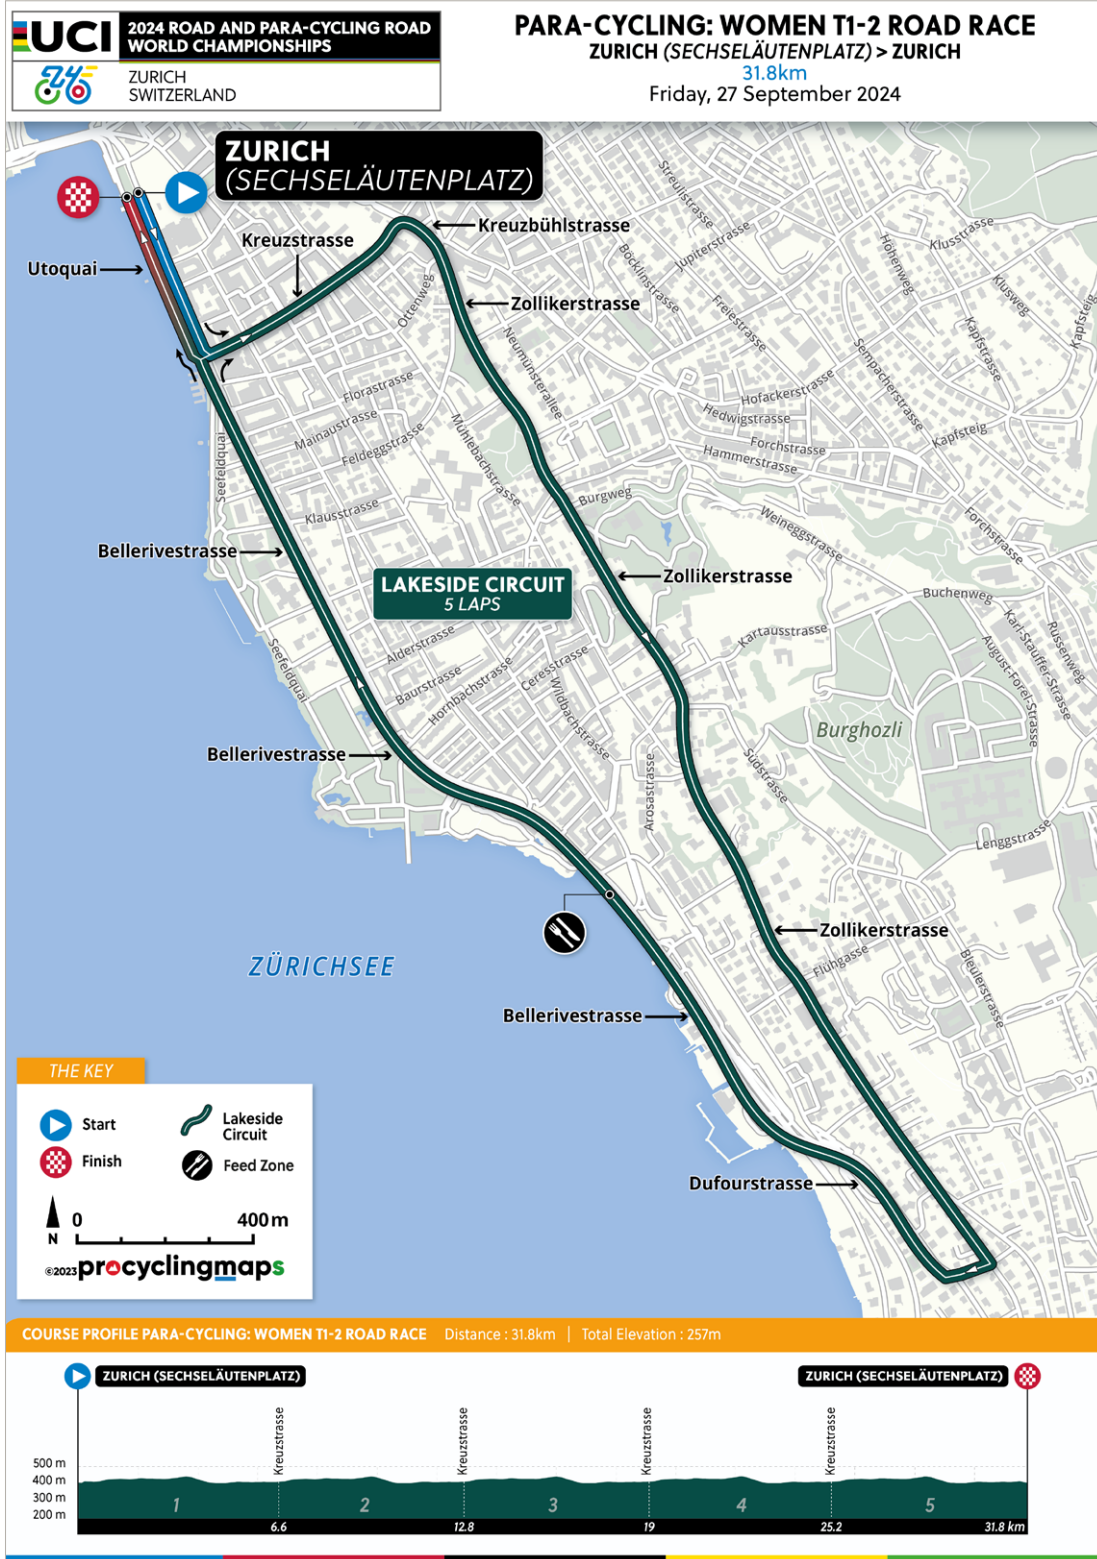 UCI
2024 ROAD AND PARA-CYCLING ROAD
WORLD CHAMPIONSHIPS
ZURICH
SWITZERLAND
PARA-CYCLING: WOMEN T1-2 ROAD RACE
ZURICH (SECHSELÄUTENPLATZ) > ZURICH
31.8km
Friday, 27 September 2024
ZURICH
(SECHSELÄUTENPLATZ)
Kreuzbühlstrasse
Kreuzstrasse
Utoquai
Zollikerstrasse
Ottenweg
Streulistrasse
Jupiterstrasse
Bocklinstrasse
Freiestrasse
Höhenweg
Klusstrasse
Klusweg
Kapfsteig
Kapfstrasse
Sempacherstrasse
Neumünsterallee
Florastrasse
Mainaustrasse
Feldeggstrasse
Mühlebachstrasse
Hofackerstrasse
Hedwigstrasse
Forchstrasse
Hammerstrasse
Kapfsteig
Seefeldquai
Klausstrasse
Burgweg
Weineggstrasse
Forchstrasse
Bellerivestrasse
LAKESIDE CIRCUIT
5 LAPS
Zollikerstrasse
Buchenweg
Karl-Stauffer-Strasse
Russenweg
August-Forel-Strasse
Kartausstrasse
Alderstrasse
Baurstrasse
Hornbachstrasse
Ceresstrasse
Wildbachstrasse
Seefeldquai
Burghozli
Bellerivestrasse
Südstrasse
Arosastrasse
Lenggstrasse
Zollikerstrasse
Fluhgasse
Bleulerstrasse
ZÜRICHSEE
Bellerivestrasse
Dufourstrasse
THE KEY
Start
Lakeside
Circuit
Finish
Feed Zone
N
0
400 m
©2023 procyclingmaps
COURSE PROFILE PARA-CYCLING: WOMEN T1-2 ROAD RACE Distance : 31.8km | Total Elevation : 257m
ZURICH (SECHSELÄUTENPLATZ)
ZURICH (SECHSELÄUTENPLATZ)
Kreuzstrasse
Kreuzstrasse
Kreuzstrasse
Kreuzstrasse
500 m
400 m
300 m
200 m
1
2
3
4
5
6.6
12.8
19
25.2
31.8 km